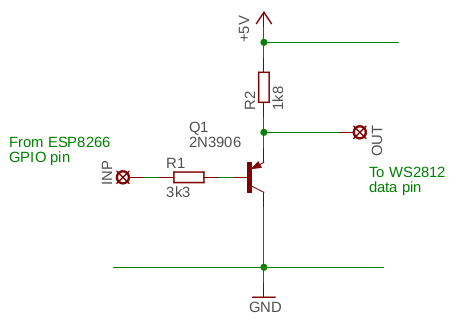 +5V
R2
1k8
Q1
2N3906
From ESP8266
GPIO pin
INP
R1
3k3
OUT
To WS2812
data pin
GND